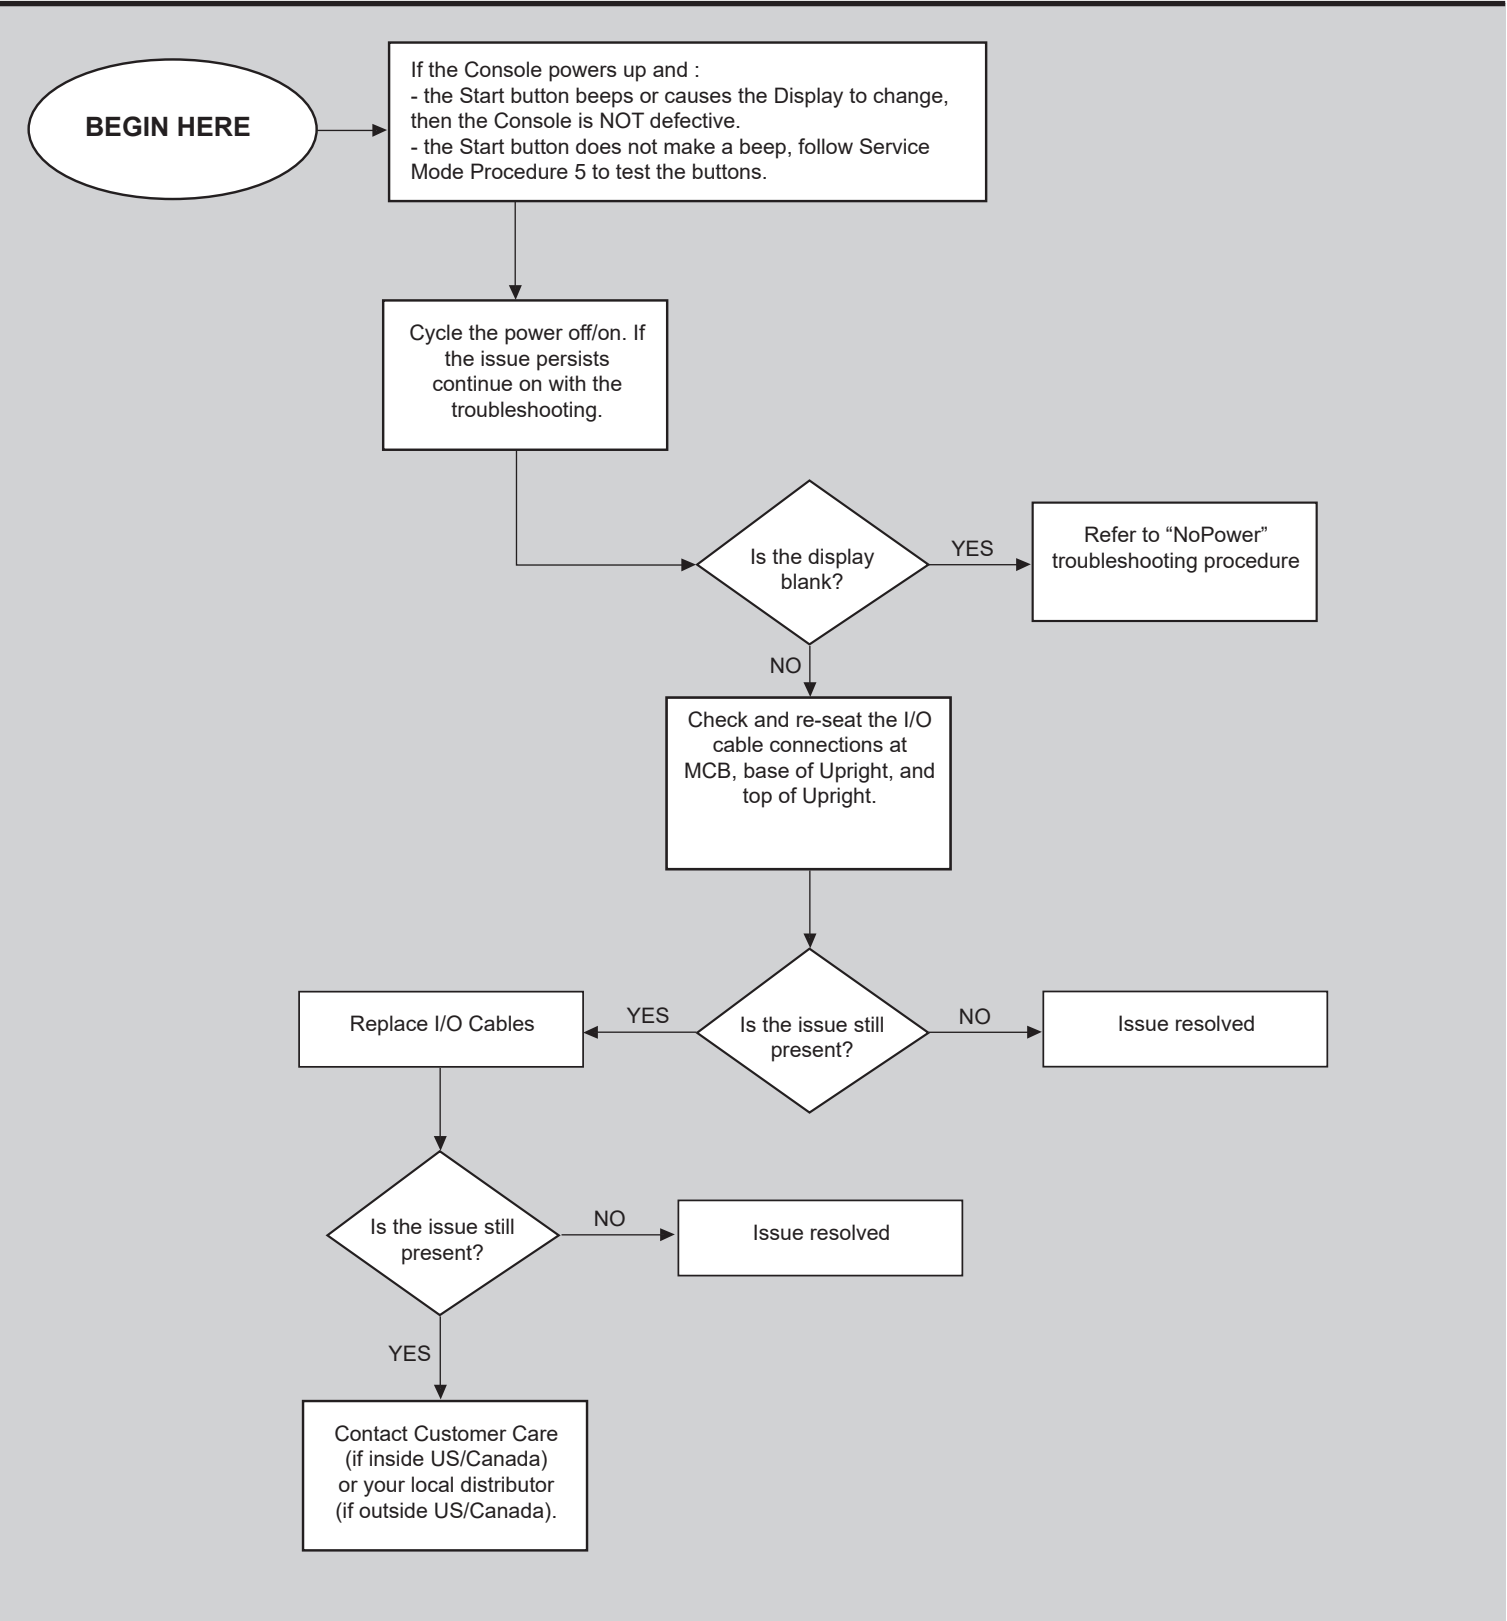 BEGIN HERE
If the Console powers up and :
- the Start button beeps or causes the Display to change,
then the Console is NOT defective.
- the Start button does not make a beep, follow Service
Mode Procedure 5 to test the buttons.
Cycle the power off/on. If
the issue persists
continue on with the
troubleshooting.
Is the display
blank?
YES
Refer to “NoPower”
troubleshooting procedure
NO
Check and re-seat the I/O
cable connections at
MCB, base of Upright, and
top of Upright.
Is the issue still
present?
YES
Replace I/O Cables
NO
Issue resolved
Is the issue still
present?
NO
Issue resolved
YES
Contact Customer Care
(if inside US/Canada)
or your local distributor
(if outside US/Canada).